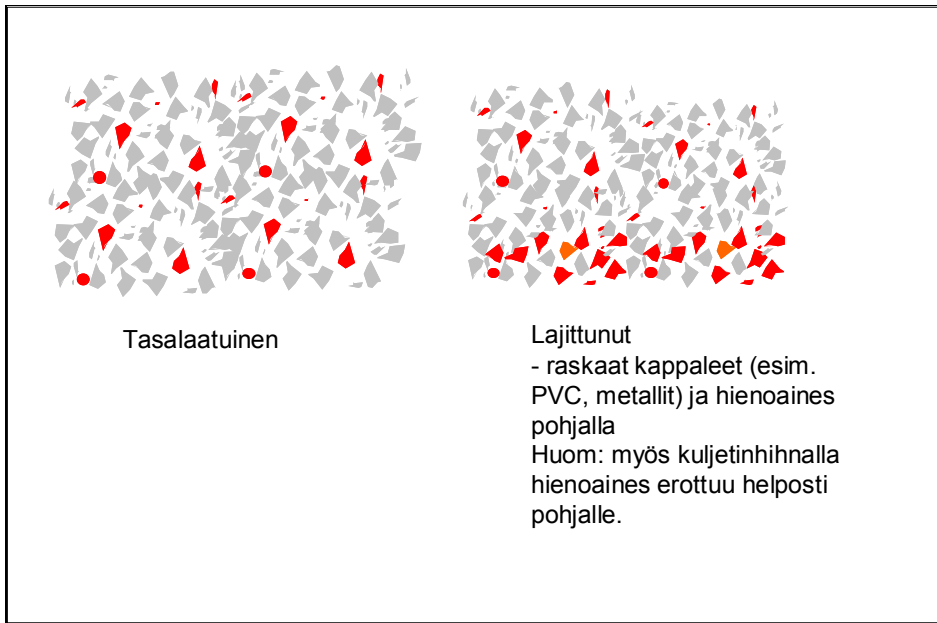 Tasalaatuinen
Lajittunut
- raskaat kappaleet (esim.
PVC, metallit) ja hienoaines
pohjalla
Huom: myös kuljetinhihnalla
hienoaines erottuu helposti
pohjalle.